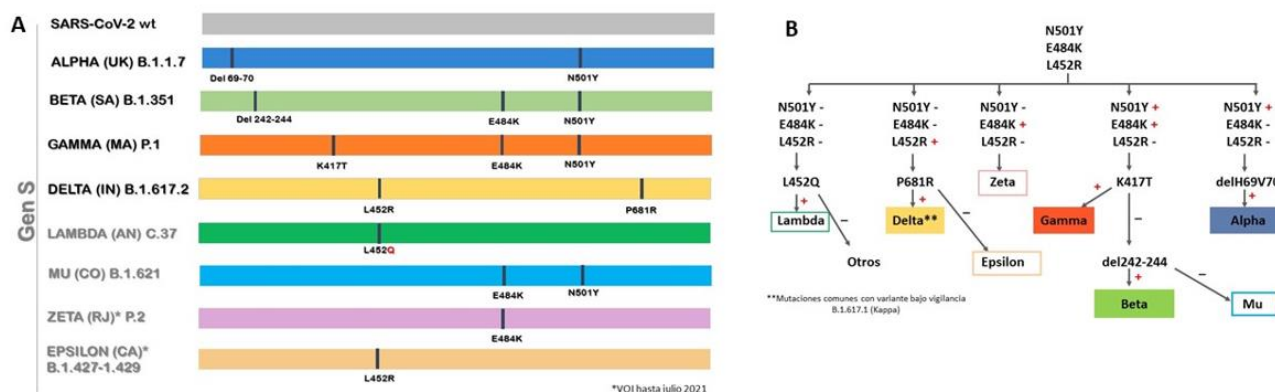 A
Gen S
SARS-CoV-2 wt
ALPHA (UK) B.1.1.7
Del 69-70
N501Y
BETA (SA) B.1.351
Del 242-244
E484K
N501Y
GAMMA (MA) P.1
K417T
E484K
N501Y
DELTA (IN) B.1.617.2
L452R
P681R
LAMBDA (AN) C.37
L452Q
MU (CO) B.1.621
E484K
N501Y
ZETA (RJ)* P.2
E484K
EPSILON (CA)*
B.1.427-1.429
L452R
*VOI hasta julio 2021
B
N501Y
E484K
L452R
N501Y -
E484K -
L452R -
N501Y -
E484K -
L452R +
N501Y -
E484K +
L452R -
N501Y +
E484K +
L452R -
N501Y +
E484K -
L452R -
L452Q
P681R
Zeta
K417T
delH69V70
+
+
-
+
-
+
-
Lambda
Delta**
Gamma
Alpha
Otros
Epsilon
del242-244
+
-
Beta
Mu
**Mutaciones comunes con variante bajo vigilancia
B.1.617.1 (Kappa)